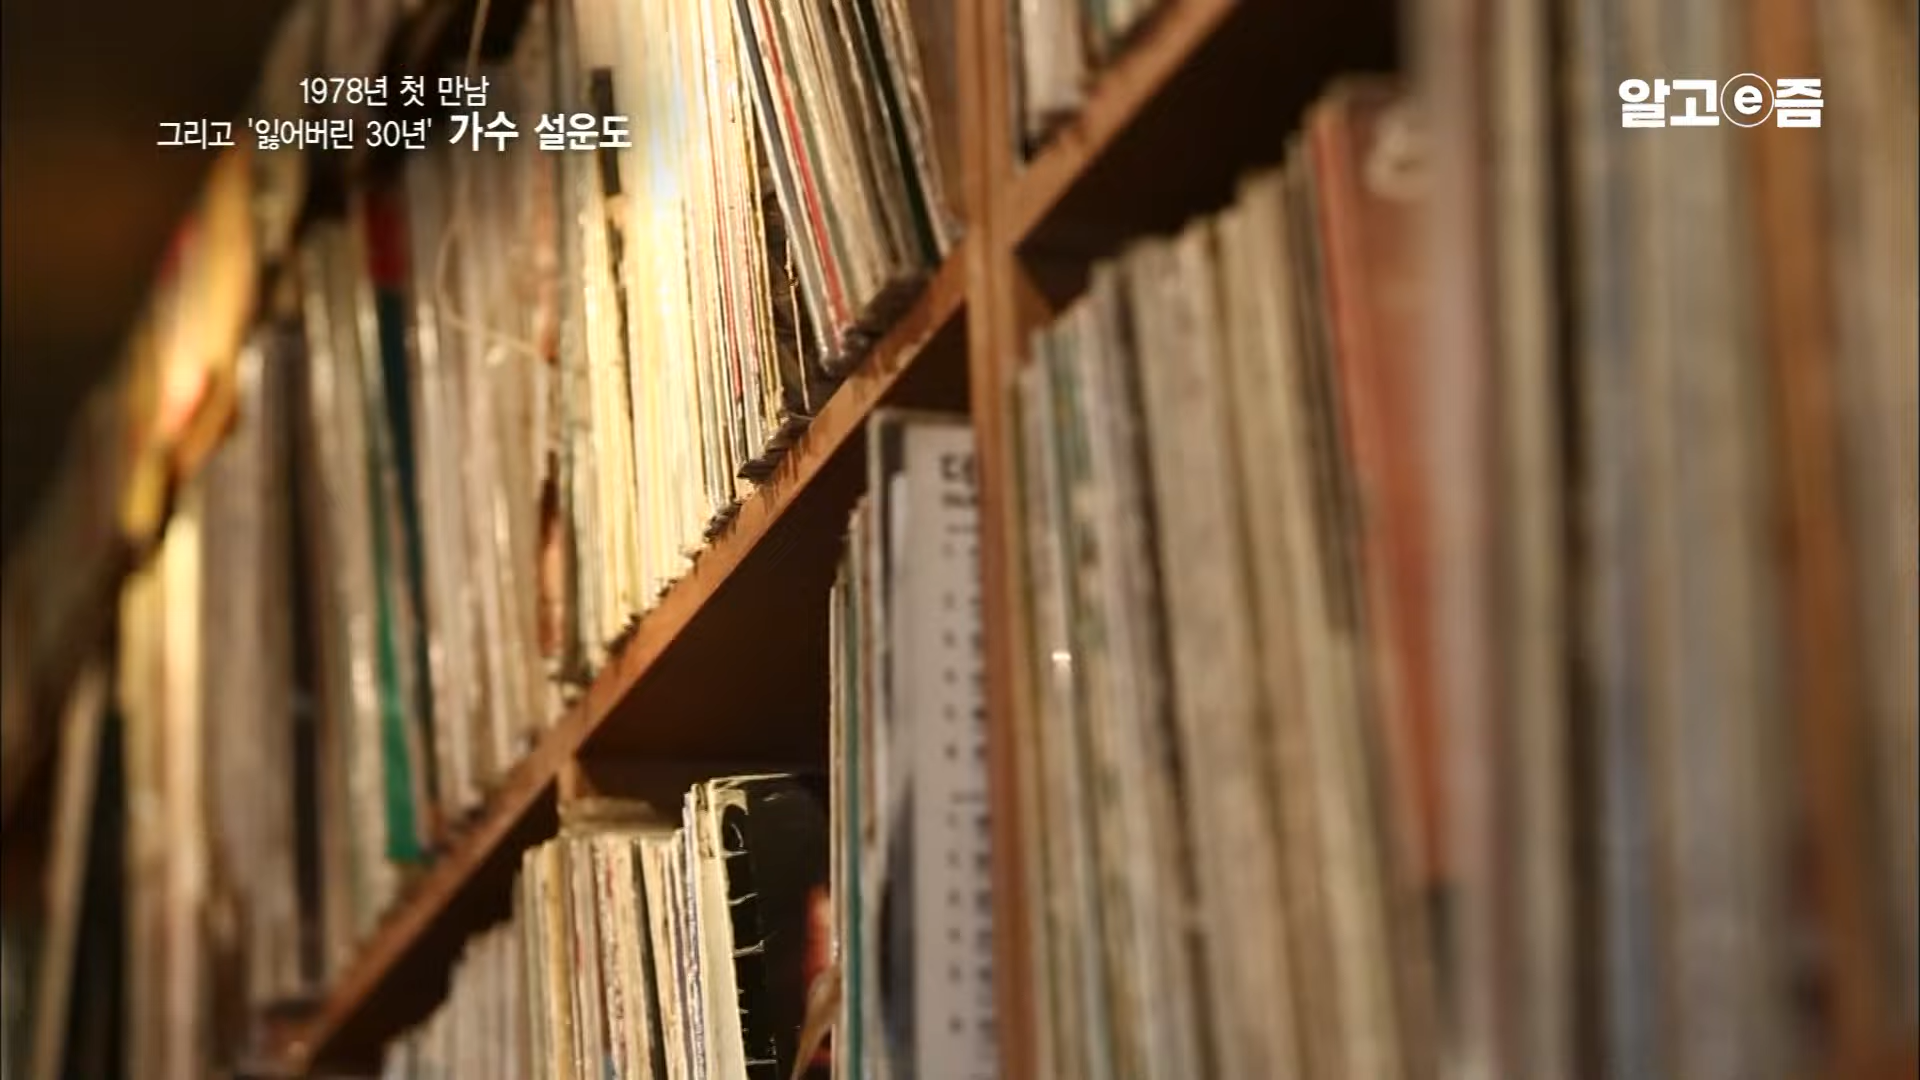 1978년 첫 만남
그리고 '잃어버린 30년' 가수 설운도
알고e즘